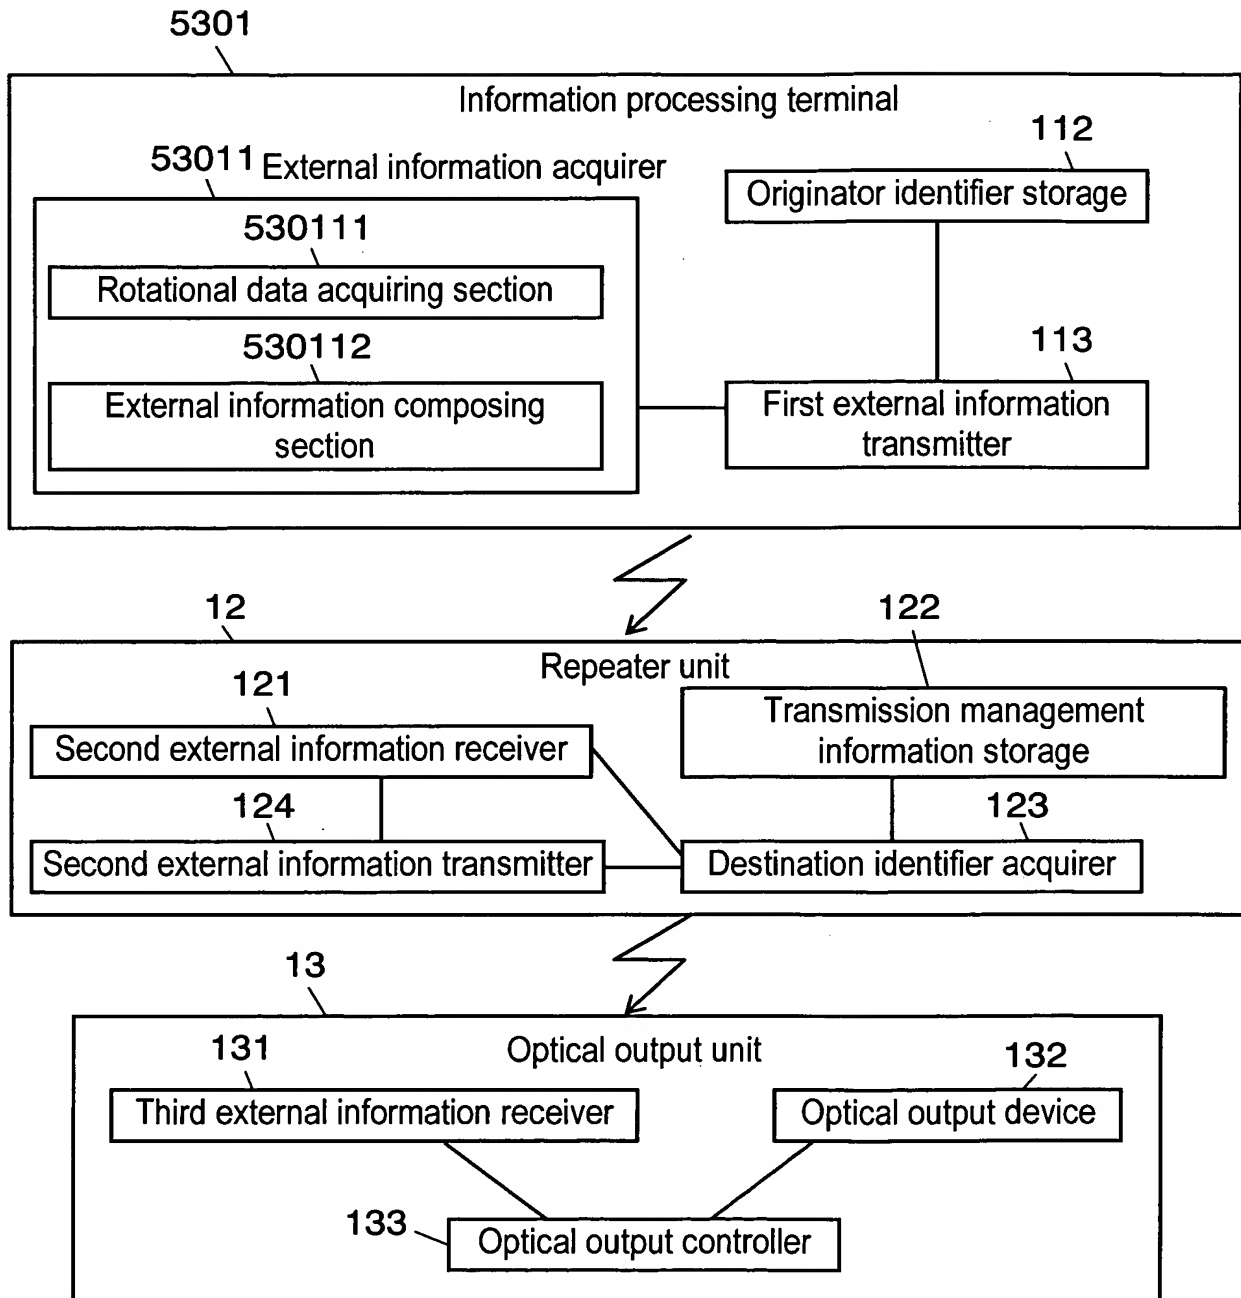 5301
Information processing terminal
112
53011
External information acquirer
Originator identifier storage
530111
Rotational data acquiring section
530112
113
External information composing
section
First external information
transmitter
12
122
Repeater unit
121
Transmission management
information storage
Second external information receiver
124
123
Second external information transmitter
Destination identifier acquirer
13
131
Optical output unit
132
Third external information receiver
Optical output device
133
Optical output controller